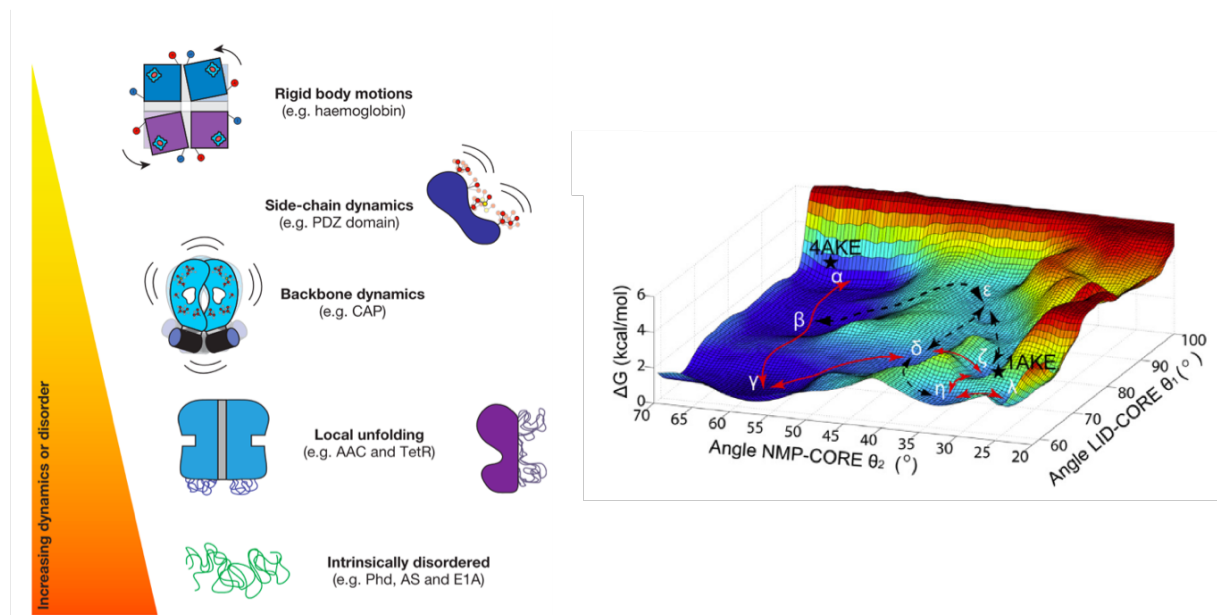 Increasing dynamics or disorder
Rigid body motions
(e.g. haemoglobin)
Side-chain dynamics
(e.g. PDZ domain)
Backbone dynamics
(e.g. CAP)
Local unfolding
(e.g. AAC and TetR)
Intrinsically disordered
(e.g. Phd, AS and E1A)
4AKE
α
β
γ
δ
ε
ζ
1AKE
η
λ
ΔG (kcal/mol)
6
4
2
0
70
65
60
55
50
45
40
35
30
25
20
Angle NMP-CORE θ₂ (°)
60
70
80
90
100
Angle LID-CORE θ₁(°)